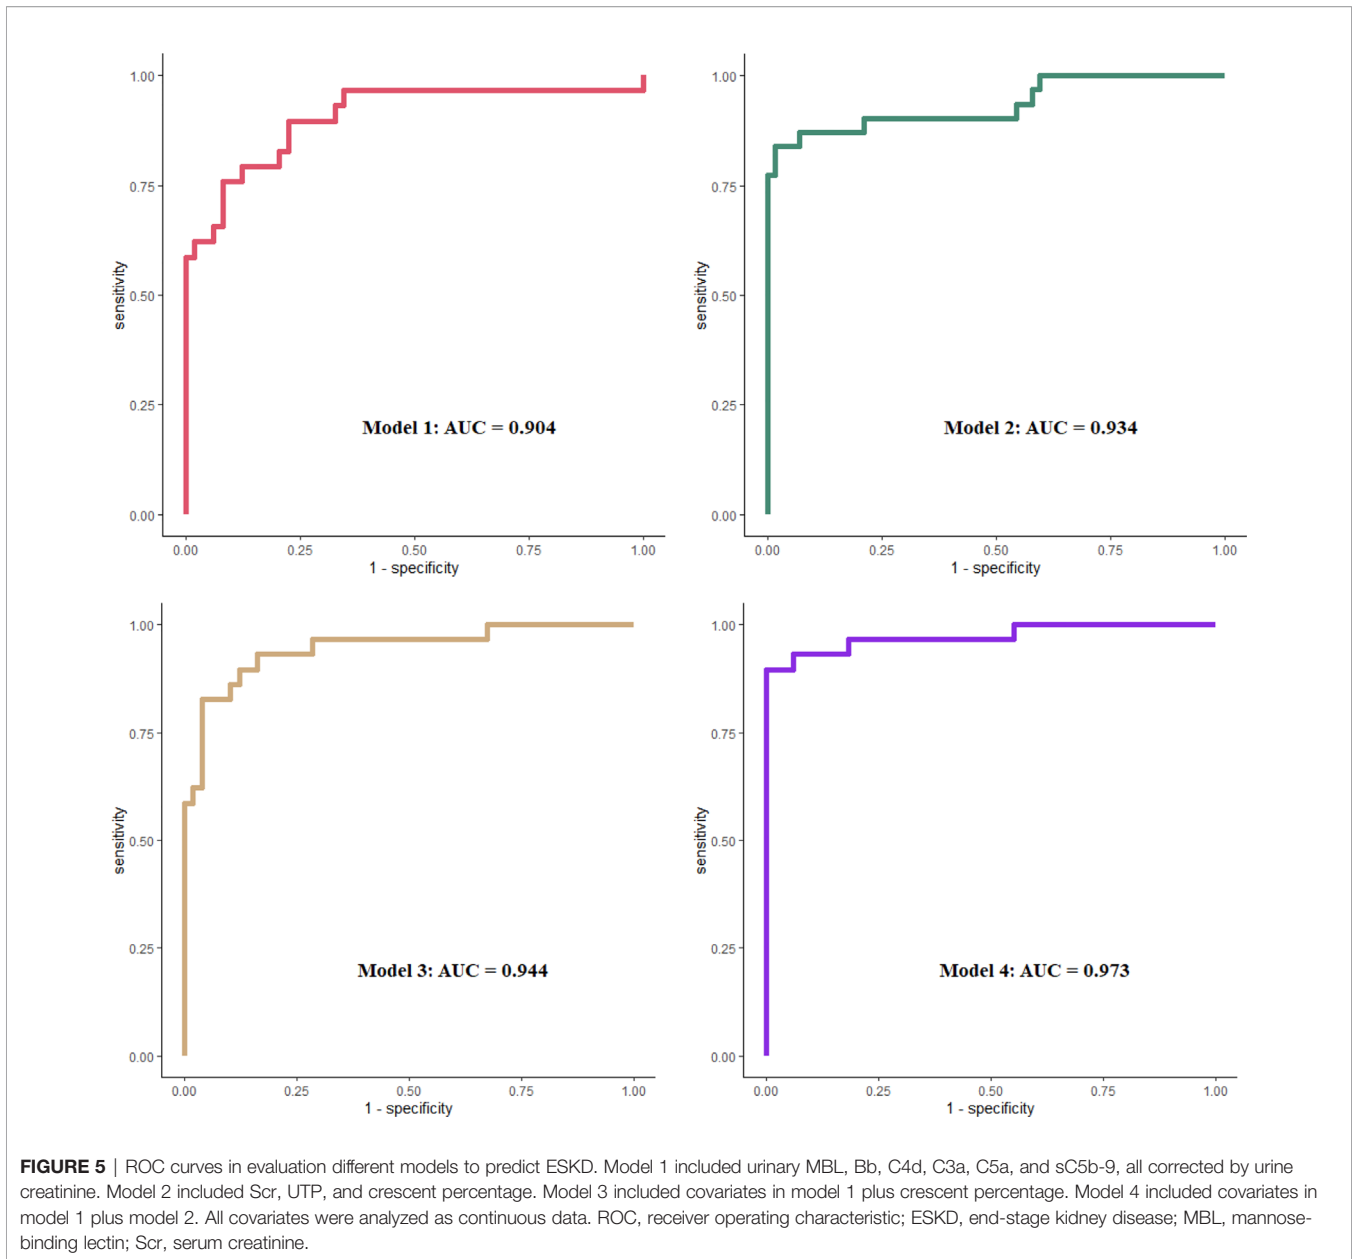 1.00
0.75
0.50
0.25
0.00
sensitivity
Model 1: AUC = 0.904
0.00 0.25 0.50 0.75 1.00
1 - specificity
1.00
0.75
0.50
0.25
0.00
sensitivity
Model 2: AUC = 0.934
0.00 0.25 0.50 0.75 1.00
1 - specificity
1.00
0.75
0.50
0.25
0.00
sensitivity
Model 3: AUC = 0.944
0.00 0.25 0.50 0.75 1.00
1 - specificity
1.00
0.75
0.50
0.25
0.00
sensitivity
Model 4: AUC = 0.973
0.00 0.25 0.50 0.75 1.00
1 - specificity
FIGURE 5 | ROC curves in evaluation different models to predict ESKD. Model 1 included urinary MBL, Bb, C4d, C3a, C5a, and sC5b-9, all corrected by urine
creatinine. Model 2 included Scr, UTP, and crescent percentage. Model 3 included covariates in model 1 plus crescent percentage. Model 4 included covariates in
model 1 plus model 2. All covariates were analyzed as continuous data. ROC, receiver operating characteristic; ESKD, end-stage kidney disease; MBL, mannose-
binding lectin; Scr, serum creatinine.